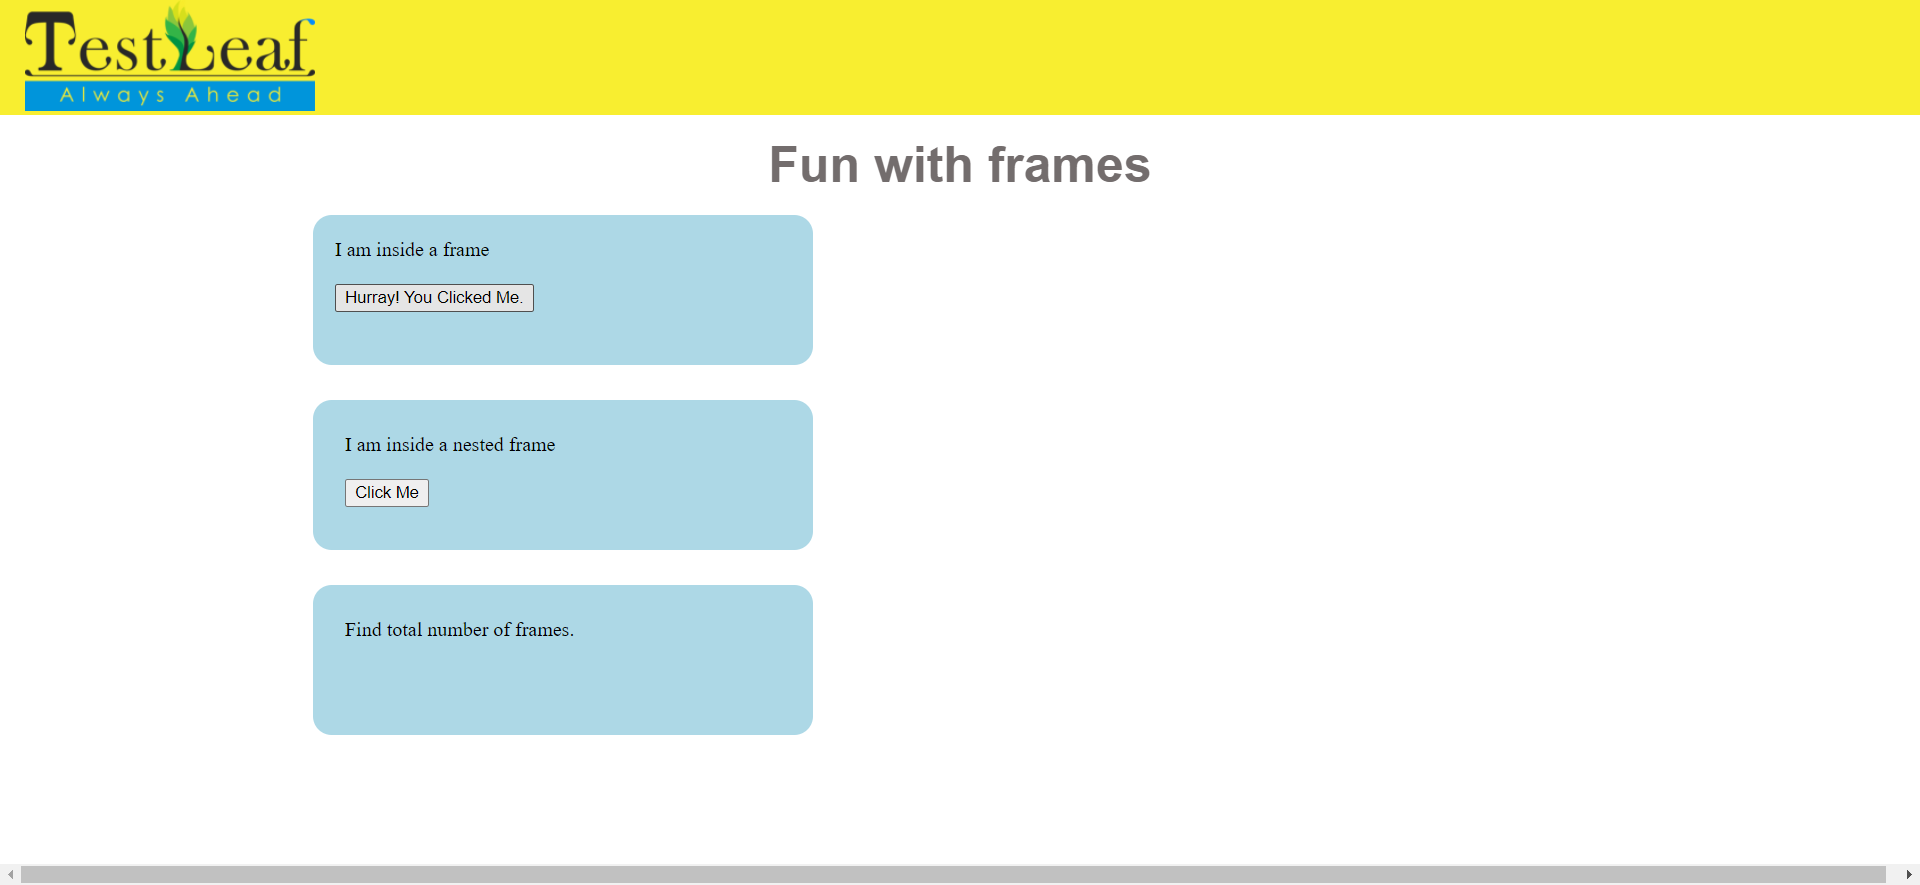 TestLeaf
Always Ahead
Fun with frames
I am inside a frame
Hurray! You Clicked Me.
I am inside a nested frame
Click Me
Find total number of frames.